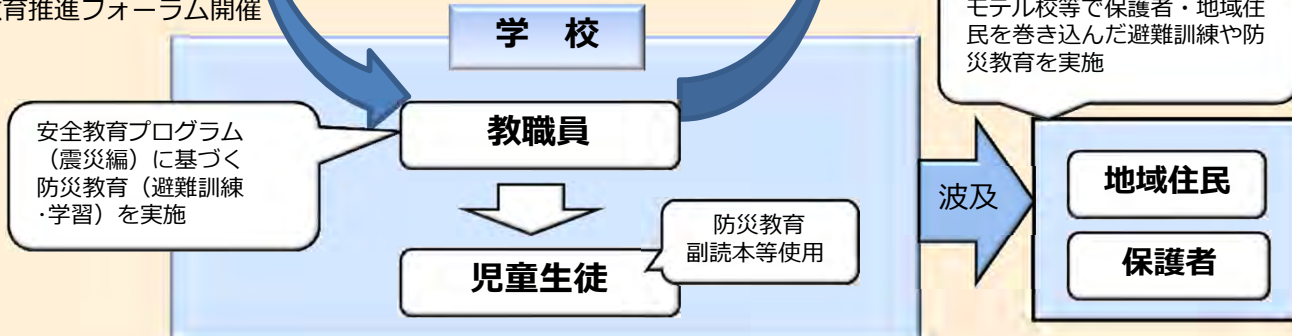 育推進フォーラム開催
学 校
モデル校等で保護者・地域住
民を巻き込んだ避難訓練や防
災教育を実施
安全教育プログラム
（震災編）に基づく
防災教育（避難訓練
・学習）を実施
教職員
波及
地域住民
防災教育
副読本等使用
児童生徒
保護者